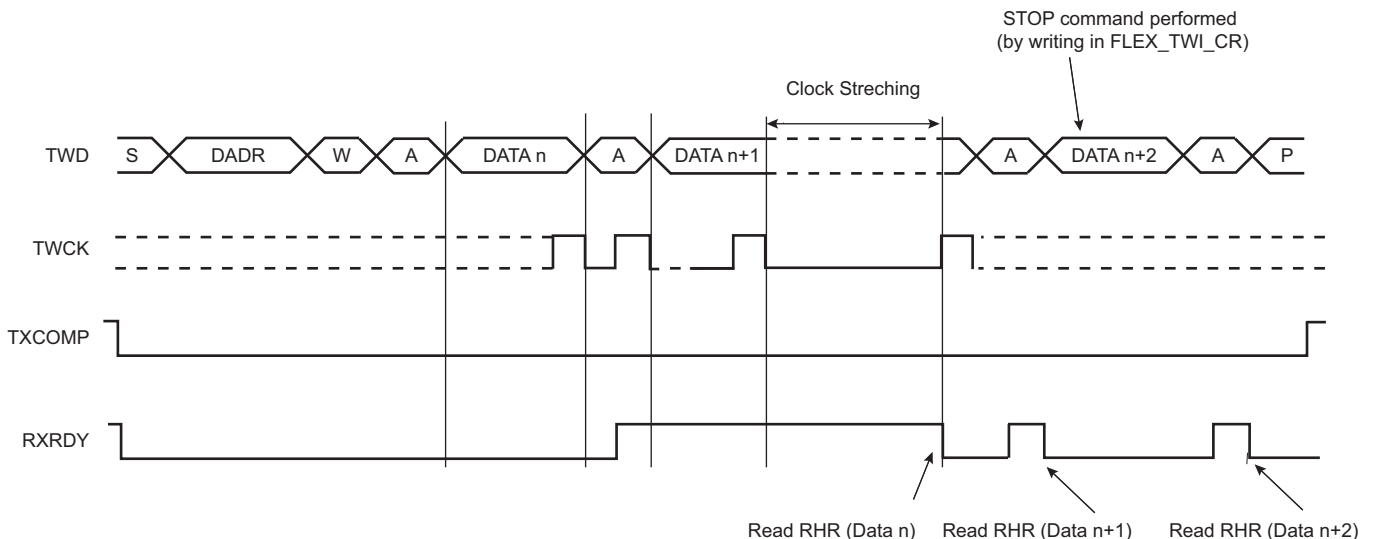 STOP command performed
(by writing in FLEX_TWI_CR)
Clock Streching
TWD S DADR W A DATA n A DATA n+1 A DATA n+2 A P
TWCK
TXCOMP
RXRDY
Read RHR (Data n) Read RHR (Data n+1) Read RHR (Data n+2)